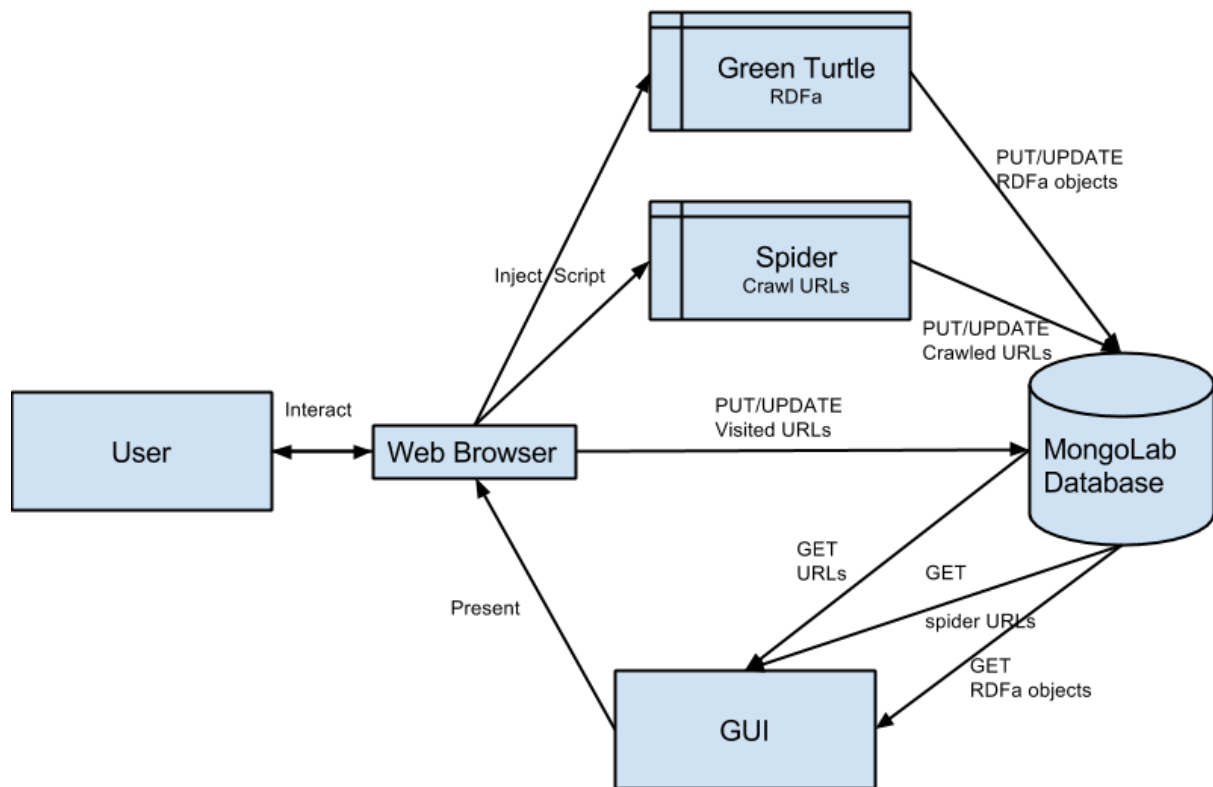 Green Turtle
RDFa
PUT/UPDATE
RDFa objects
Spider
Crawl URLs
Inject Script
PUT/UPDATE
Crawled URLs
Interact
PUT/UPDATE
Visited URLs
User
Web Browser
MongoLab
Database
GET
URLs
GET
spider URLs
Present
GET
RDFa objects
GUI